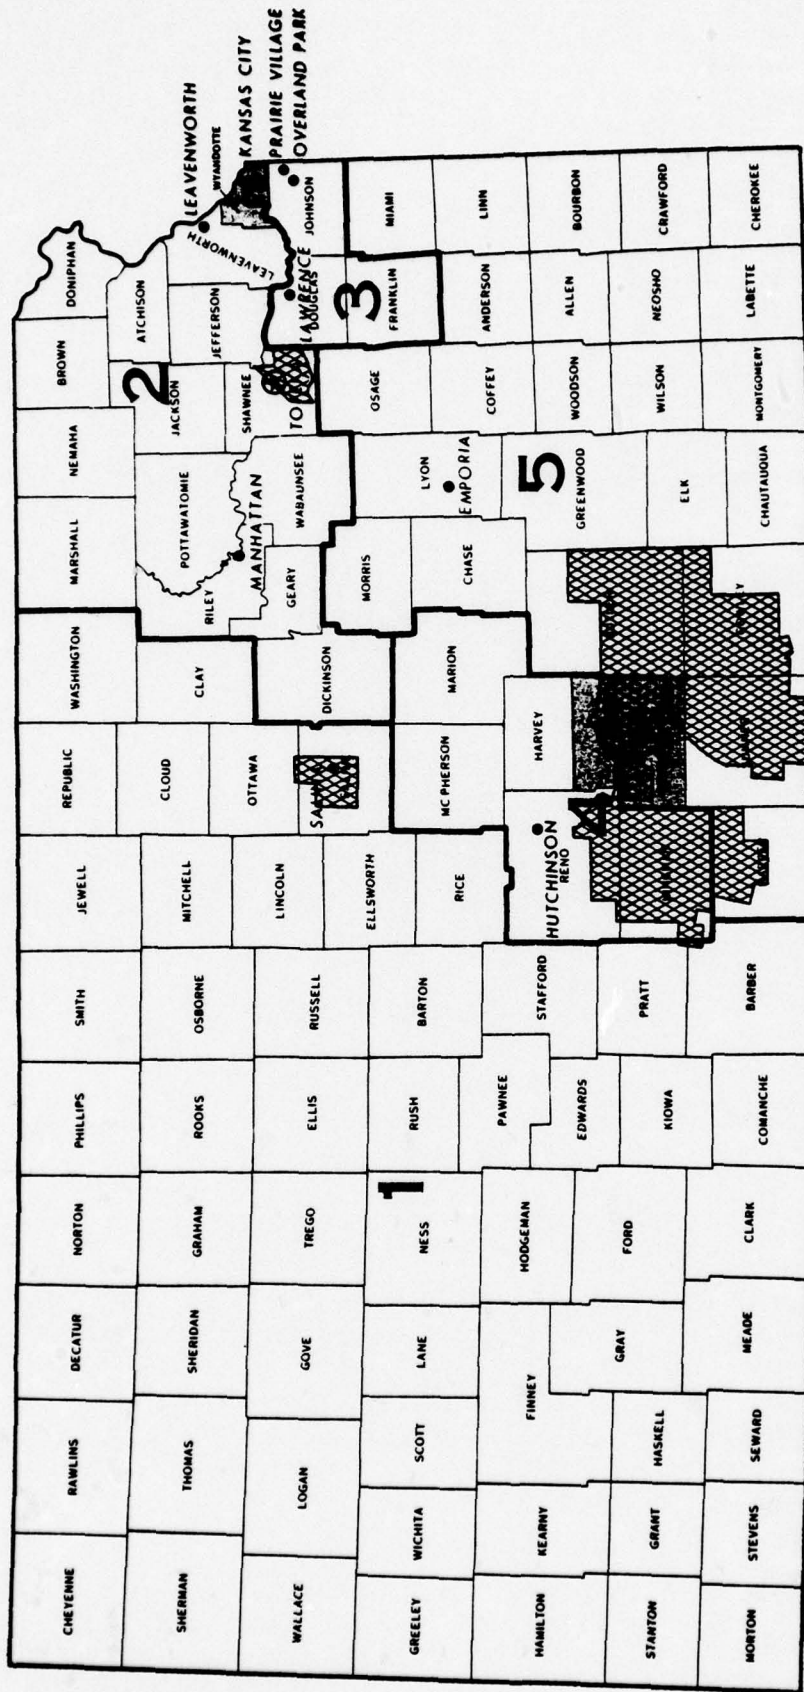 CHEYENNE
RAWLINS
DECATUR
NORTON
PHILLIPS
SMITH
JEWELL
REPUBLIC
WASHINGTON
MARSHALL
NEMAHA
BROWN
DONIPHAN
SHERMAN
THOMAS
SHERIDAN
GRAHAM
ROOKS
OSBORNE
MITCHELL
CLOUD
CLAY
RILEY
POTTAWATOMIE
JACKSON
2
ATCHISON
JEFFERSON
LEAVENWORTH
LEAVENWORTH
WYANDOTTE
KANSAS CITY
PRAIRIE VILLAGE
OVERLAND PARK
WALLACE
LOGAN
GOVE
TREGO
ELLIS
RUSSELL
LINCOLN
OTTAWA
DICKINSON
GEARY
MANHATTAN
WABAUNSEE
SHAWNEE
LAWRENCE
DOUGLAS
JOHNSON
GREELEY
WICHITA
SCOTT
LANE
NESS
1
RUSH
BARTON
ELLSWORTH
RICE
MC PHERSON
MARION
MORRIS
CHASE
LYON
EMPORIA
OSAGE
COFFEY
3
FRANKLIN
MIAMI
ANDERSON
LINN
HAMILTON
KEARNY
FINNEY
HODGEMAN
PAWNEE
EDWARDS
STAFFORD
HUTCHINSON
RENO
HARVEY
5
GREENWOOD
WOODSON
ALLEN
BOURBON
STANTON
GRANT
HASKELL
GRAY
FORD
KIOWA
PRATT
4
ELK
WILSON
NEOSHO
CRAWFORD
MORTON
STEVENS
SEWARD
MEADE
CLARK
COMANCHE
BARBER
CHAUTAUQUA
MONTGOMERY
LABETTE
CHEROKEE